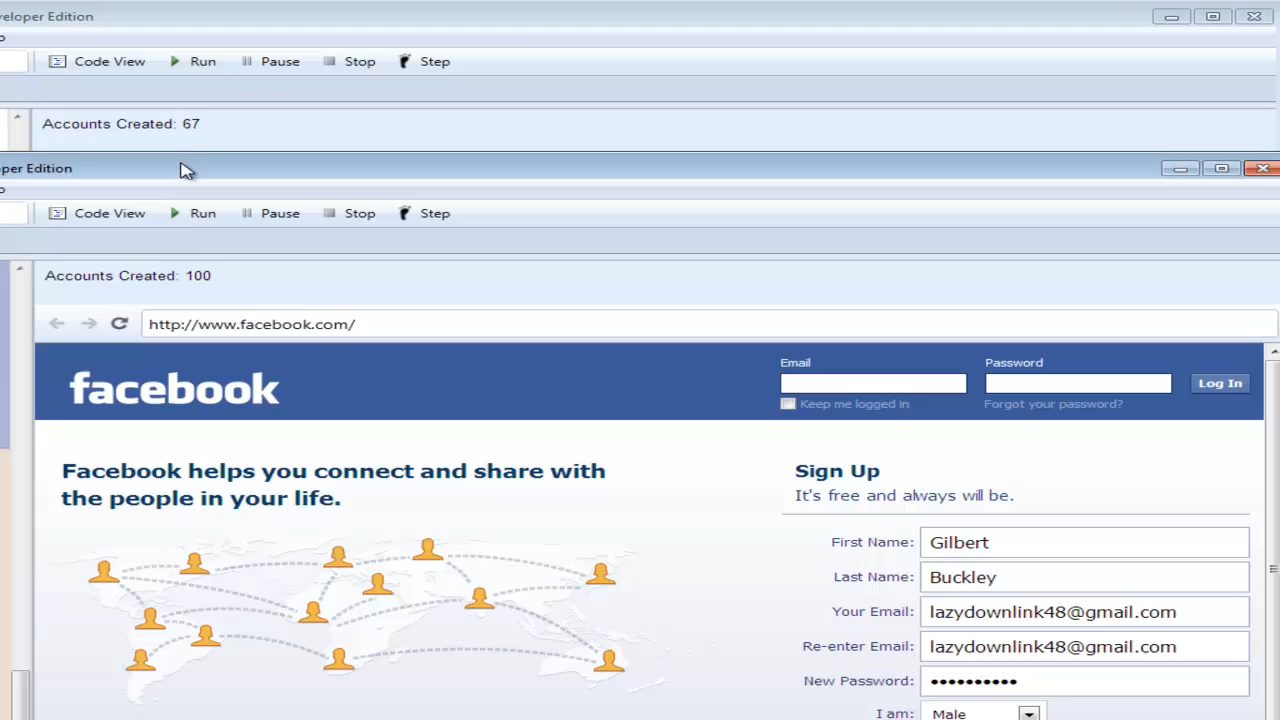 veloper Edition
Code View Run Pause Stop Step
Accounts Created: 67
per Edition
Code View Run Pause Stop Step
Accounts Created: 100
http://www.facebook.com/
Email Password
facebook
Log In
Keep me logged in Forgot your password?
Facebook helps you connect and share with
the people in your life.
Sign Up
It's free and always will be.
First Name: Gilbert
Last Name: Buckley
Your Email: lazydownlink48@gmail.com
Re-enter Email: lazydownlink48@gmail.com
New Password: ••••••••••
I am: Male